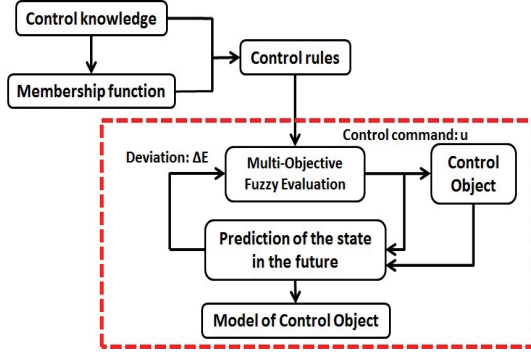 Control knowledge
Membership function
Control rules
Control command: u
Deviation: ΔE
Multi-Objective
Fuzzy Evaluation
Control
Object
Prediction of the state
in the future
Model of Control Object